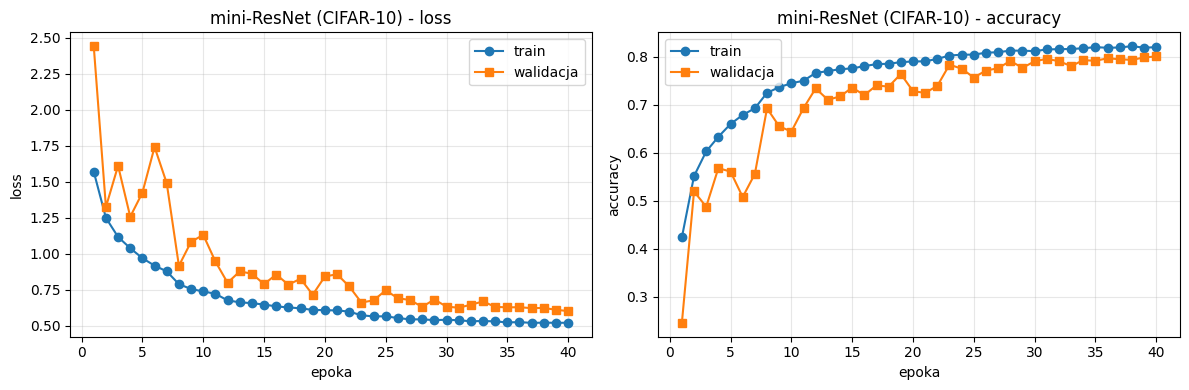 mini-ResNet (CIFAR-10) - loss
2.50
2.25
2.00
1.75
1.50
1.25
1.00
0.75
0.50
loss
train
walidacja
0 5 10 15 20 25 30 35 40
epoka
mini-ResNet (CIFAR-10) - accuracy
0.8
0.7
0.6
0.5
0.4
0.3
accuracy
train
walidacja
0 5 10 15 20 25 30 35 40
epoka